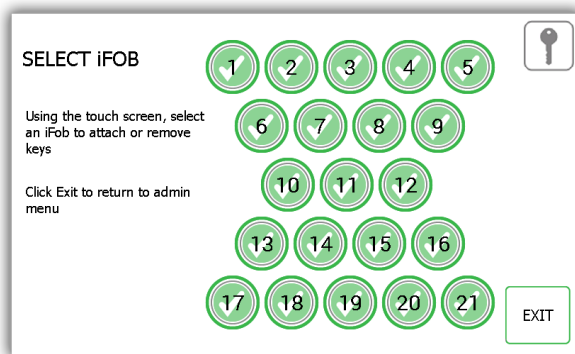 SELECT iFOB
1 2 3 4 5
Using the touch screen, select
an iFob to attach or remove
keys
6 7 8 9
10 11 12
Click Exit to return to admin
menu
13 14 15 16
17 18 19 20 21
EXIT